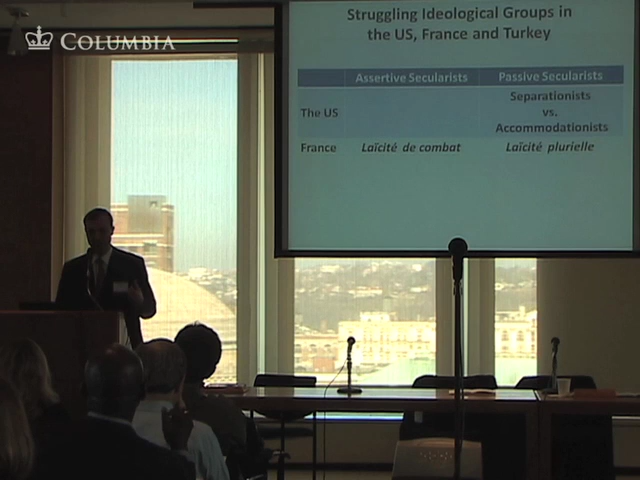 COLUMBIA
Struggling Ideological Groups in
the US, France and Turkey
Assertive Secularists Passive Secularists
The US Separationists
vs.
Accommodationists
France Laïcité de combat Laïcité plurielle